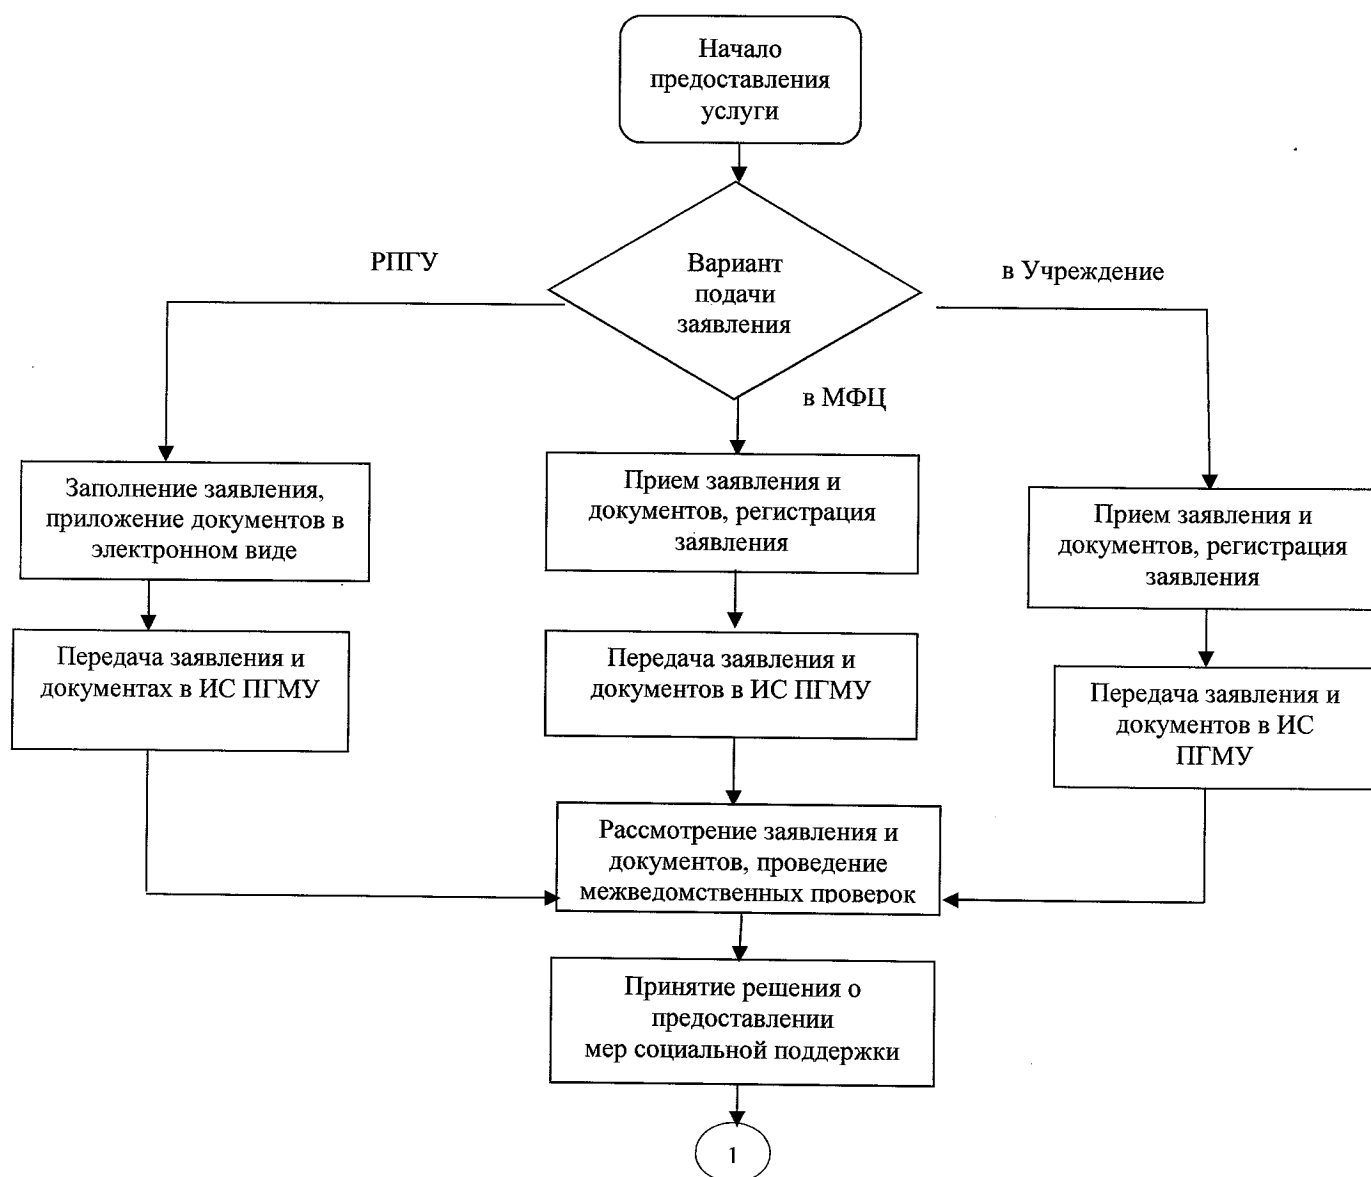 Начало
предоставления
услуги
РПГУ
Вариант
подачи
заявления
в Учреждение
в МФЦ
Заполнение заявления,
приложение документов в
электронном виде
Прием заявления и
документов, регистрация
заявления
Прием заявления и
документов, регистрация
заявления
Передача заявления и
документах в ИС ПГМУ
Передача заявления и
документов в ИС ПГМУ
Передача заявления и
документов в ИС
ПГМУ
Рассмотрение заявления и
документов, проведение
межведомственных проверок
Принятие решения о
предоставлении
мер социальной поддержки
1